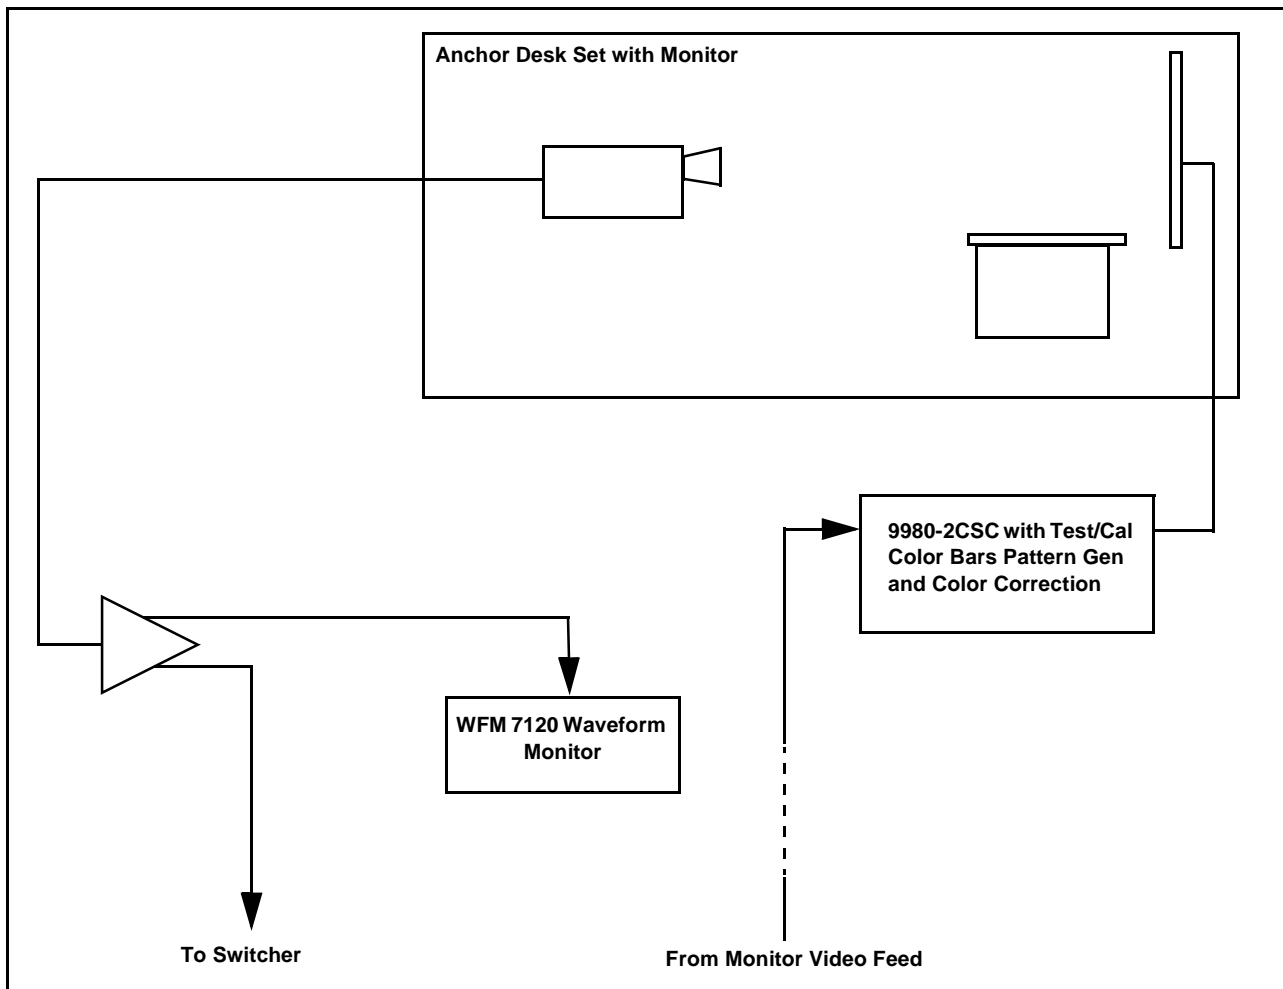 Anchor Desk Set with Monitor
9980-2CSC with Test/Cal
Color Bars Pattern Gen
and Color Correction
WFM 7120 Waveform
Monitor
To Switcher
From Monitor Video Feed